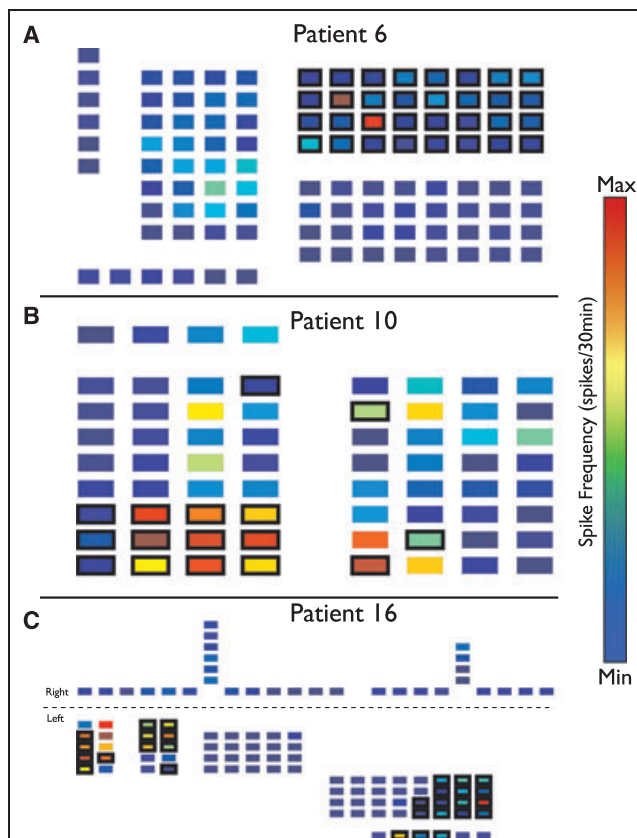 A
Patient 6
Max
Spike Frequency (spikes/30min)
Min
B
Patient 10
C
Patient 16
Right
Left